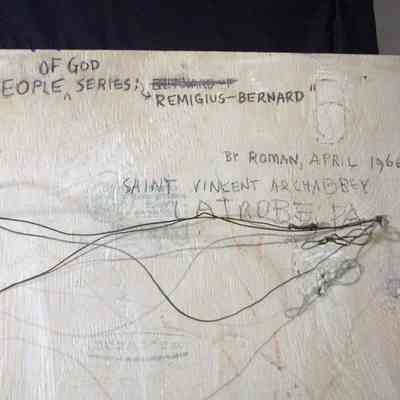 OF GOD
EOPLE SERIES:
REMIGIUS-BERNARD"
BY ROMAN, APRIL 1966
SAINT VINCENT ARCHABBEY
LATROBE, PA